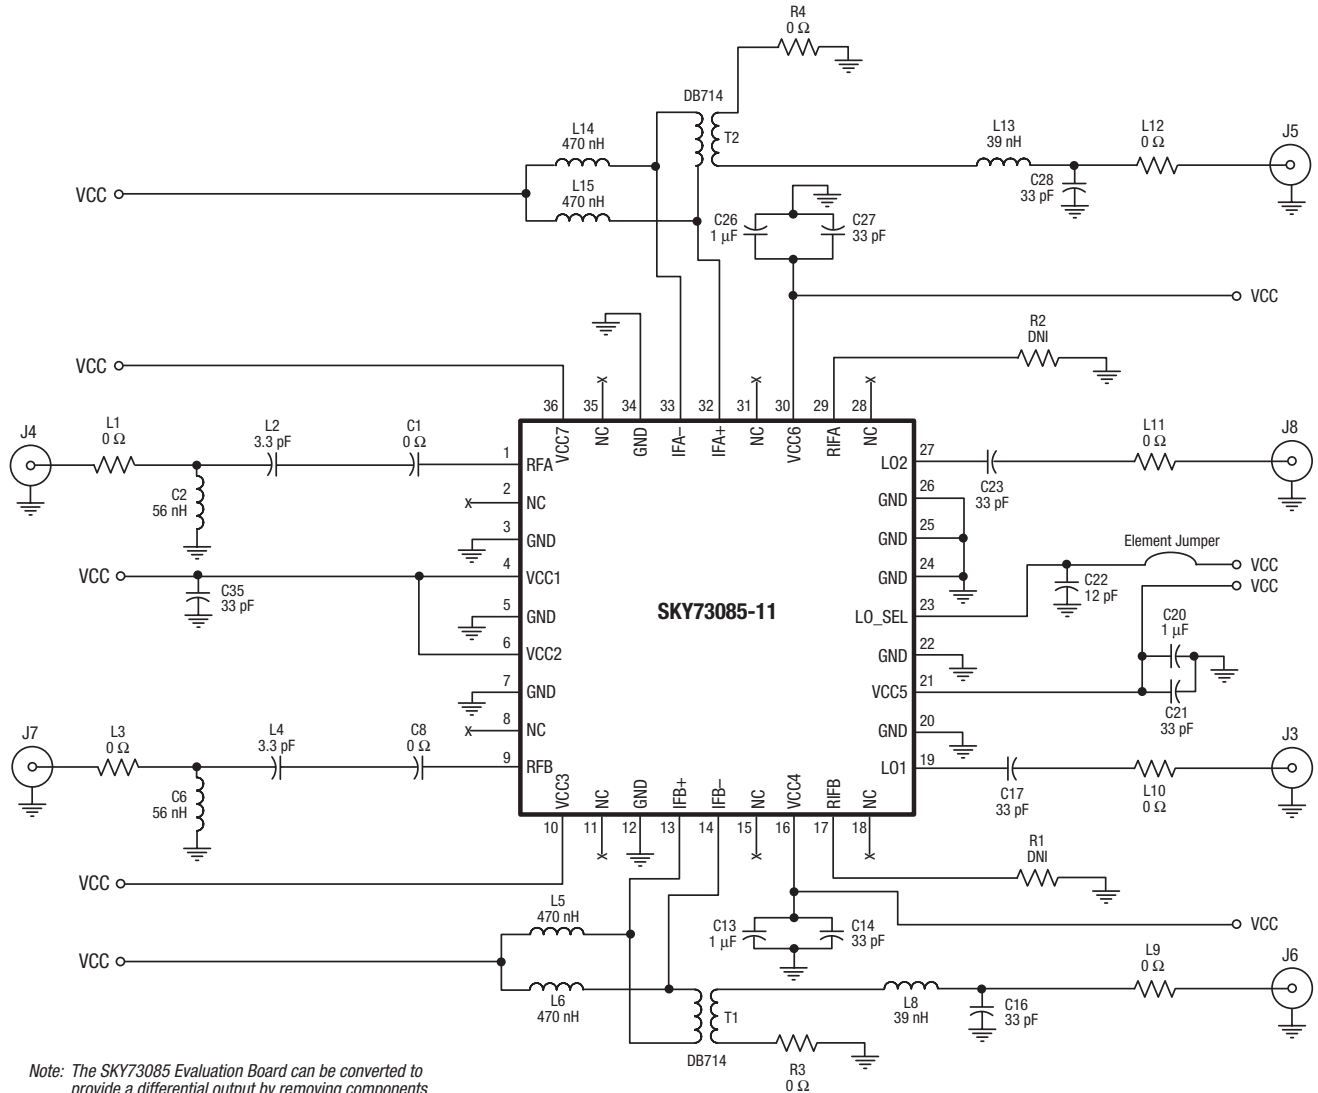 R4
0 Ω
DB714
T2
L14
470 nH
L15
470 nH
L13
39 nH
L12
0 Ω
J5
C28
33 pF
VCC
C26
1 µF
C27
33 pF
VCC
R2
DNI
VCC
36
35
34
33
32
31
30
29
28
VCC7
NC
GND
IFA–
IFA+
NC
VCC6
RIFA
NC
J4
L1
0 Ω
L2
3.3 pF
C1
0 Ω
C2
56 nH
1
RFA
2
NC
3
GND
4
VCC1
5
GND
6
VCC2
7
GND
8
NC
9
RFB
VCC
C35
33 pF
SKY73085-11
27
LO2
26
GND
25
GND
24
GND
23
LO_SEL
22
GND
21
VCC5
20
GND
19
LO1
L11
0 Ω
J8
C23
33 pF
Element Jumper
VCC
VCC
C22
12 pF
C20
1 µF
C21
33 pF
J3
C17
33 pF
L10
0 Ω
J7
L3
0 Ω
L4
3.3 pF
C8
0 Ω
C6
56 nH
VCC3
NC
GND
IFB+
IFB–
NC
VCC4
RIFB
NC
10
11
12
13
14
15
16
17
18
R1
DNI
VCC
L5
470 nH
VCC
L6
470 nH
C13
1 µF
C14
33 pF
VCC
T1
DB714
L8
39 nH
C16
33 pF
L9
0 Ω
J6
R3
0 Ω
Note: The SKY73085 Evaluation Board can be converted to
provide a differential output by removing components